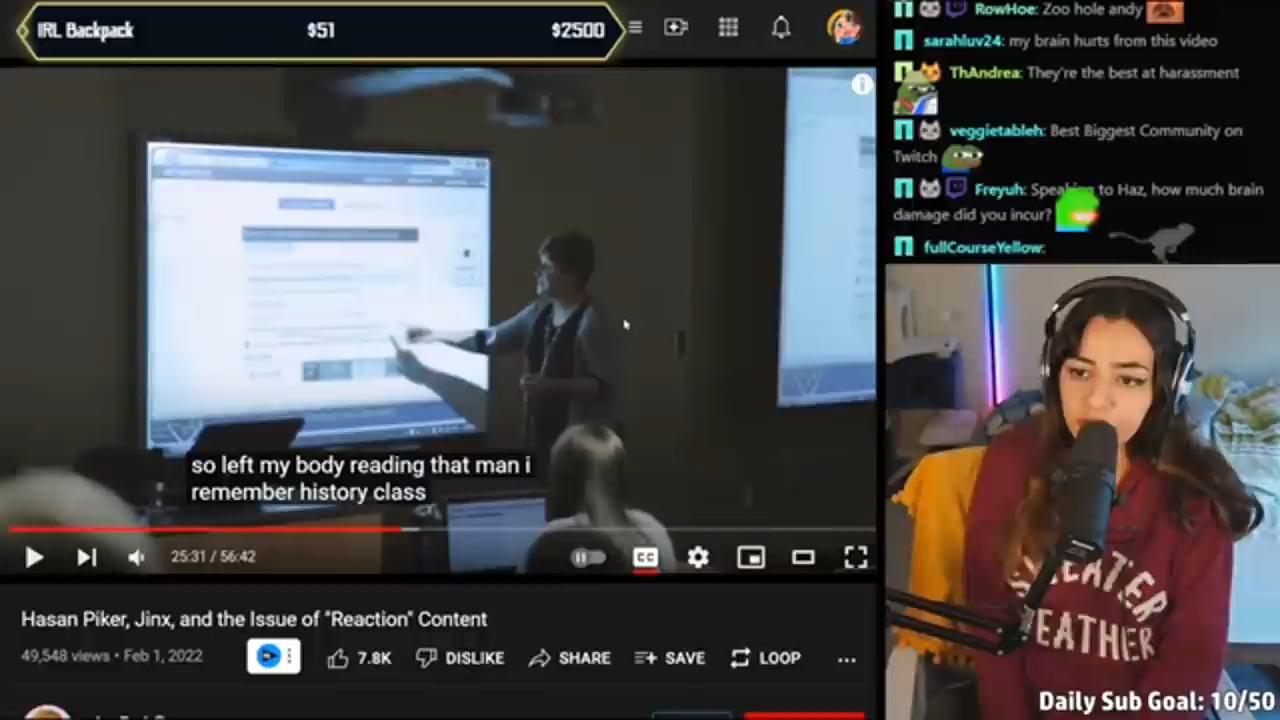 IRL Backpack $51 $2500
so left my body reading that man i
remember history class
25:31 / 56:42
CC
Hasan Piker, Jinx, and the Issue of "Reaction" Content
49,548 views • Feb 1, 2022
7.8K DISLIKE SHARE SAVE LOOP
RowHoe: Zoo hole andy
sarahluv24: my brain hurts from this video
ThAndrea: They're the best at harassment
veggietableh: Best Biggest Community on
Twitch
Freyuh: Speaking to Haz, how much brain
damage did you incur?
fullCourseYellow:
SWEATER
WEATHER
Daily Sub Goal: 10/50